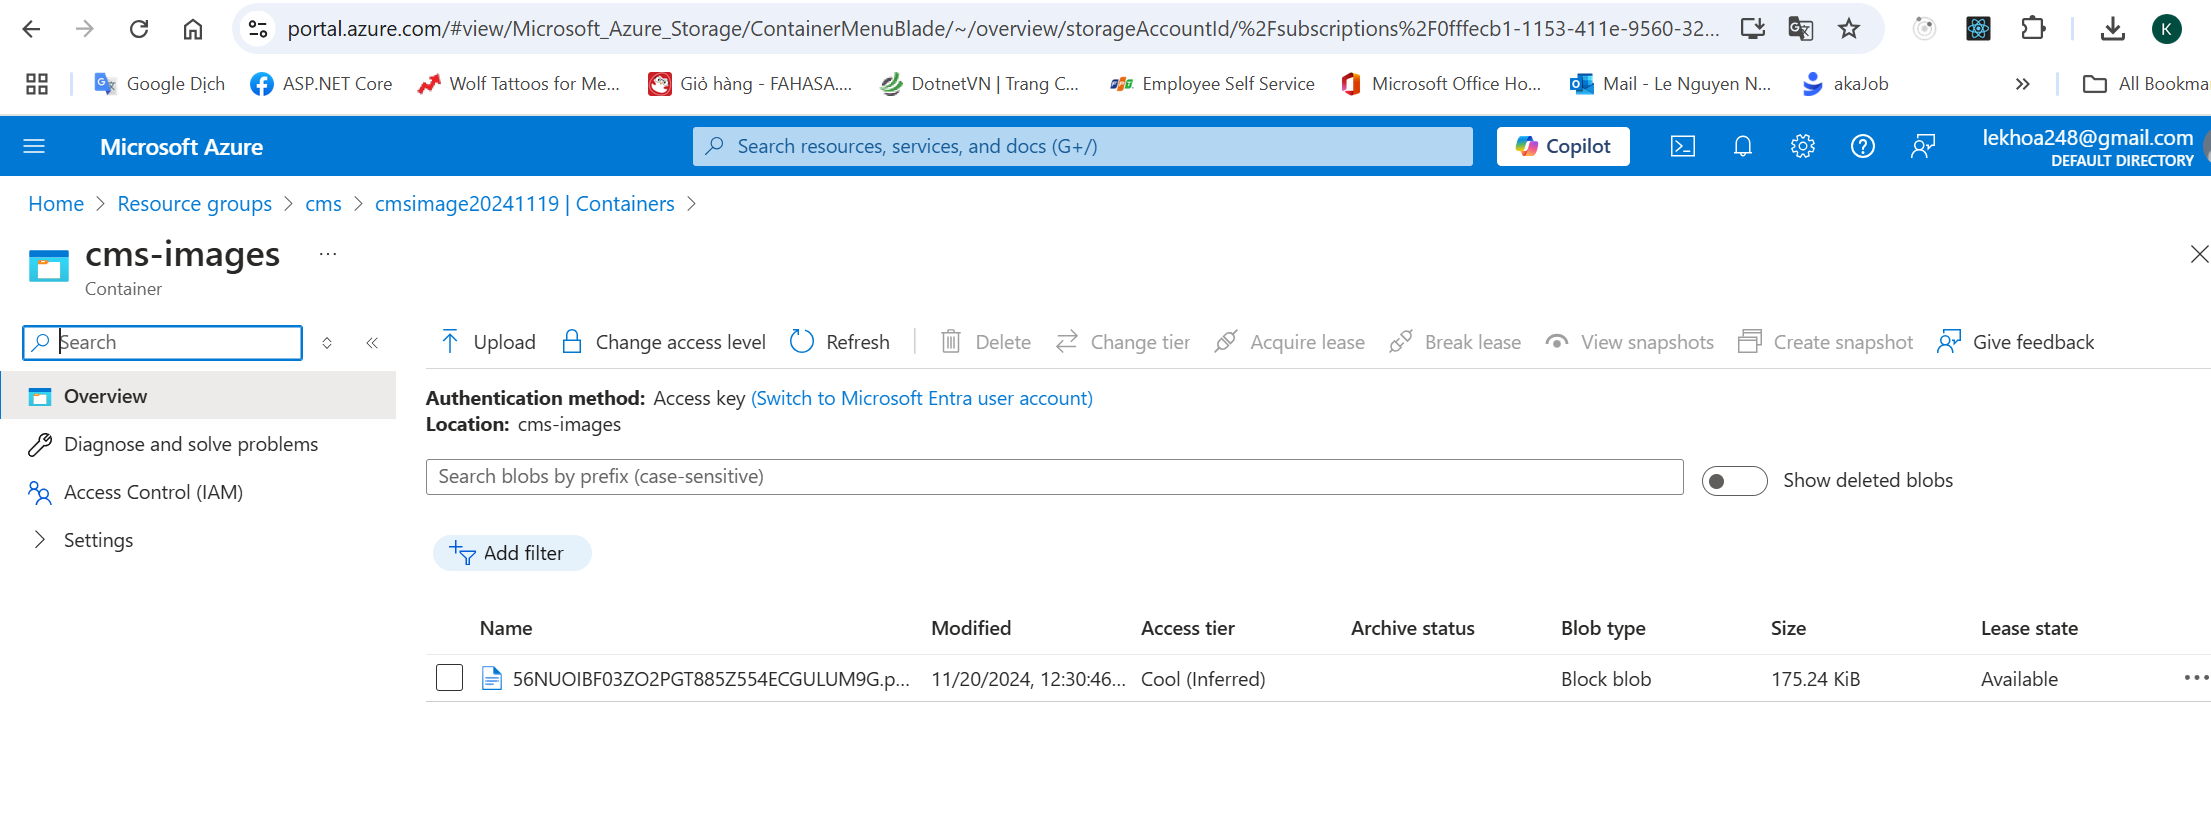 portal.azure.com/#view/Microsoft_Azure_Storage/ContainerMenuBlade/~/overview/storageAccountId/%2Fsubscriptions%2F0fffecb1-1153-411e-9560-32...
K
Google Dịch
ASP.NET Core
Wolf Tattoos for Me...
Giỏ hàng - FAHASA....
DotnetVN | Trang C...
Employee Self Service
Microsoft Office Ho...
Mail - Le Nguyen N...
akaJob
»
All Bookma
Microsoft Azure
Search resources, services, and docs (G+/)
Copilot
lekhoa248@gmail.com
DEFAULT DIRECTORY
Home > Resource groups > cms > cmsimage20241119 | Containers >
cms-images
...
Container
Search
Upload
Change access level
Refresh
Delete
Change tier
Acquire lease
Break lease
View snapshots
Create snapshot
Give feedback
Overview
Diagnose and solve problems
Access Control (IAM)
Settings
Authentication method: Access key (Switch to Microsoft Entra user account)
Location: cms-images
Search blobs by prefix (case-sensitive)
Show deleted blobs
Add filter
Name Modified Access tier Archive status Blob type Size Lease state
56NUOIBF03ZO2PGT885Z554ECGULUM9G.p... 11/20/2024, 12:30:46... Cool (Inferred) Block blob 175.24 KiB Available ...